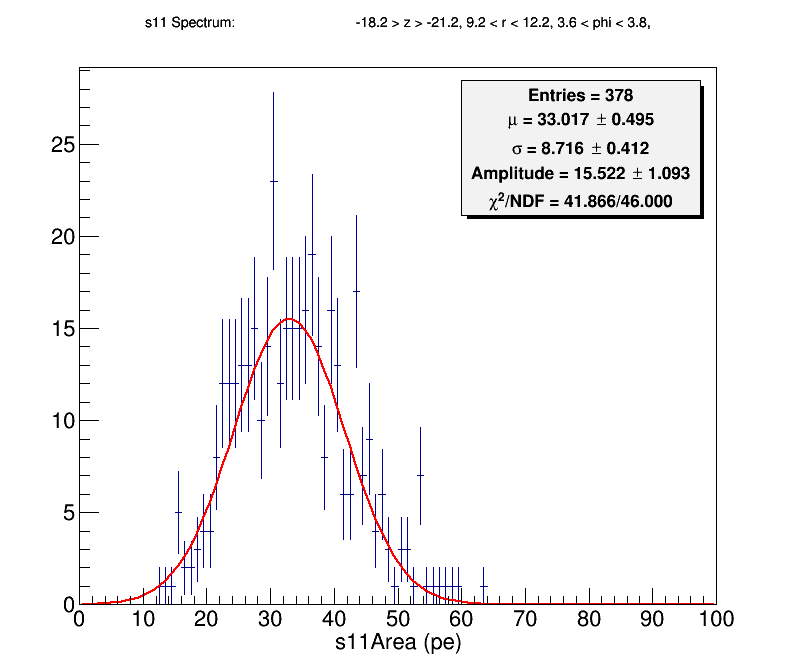 s11 Spectrum: -18.2 > z > -21.2, 9.2 < r < 12.2, 3.6 < phi < 3.8,
Entries = 378
μ = 33.017 ± 0.495
σ = 8.716 ± 0.412
Amplitude = 15.522 ± 1.093
χ²/NDF = 41.866/46.000
25
20
15
10
5
0
0 10 20 30 40 50 60 70 80 90 100
s11Area (pe)